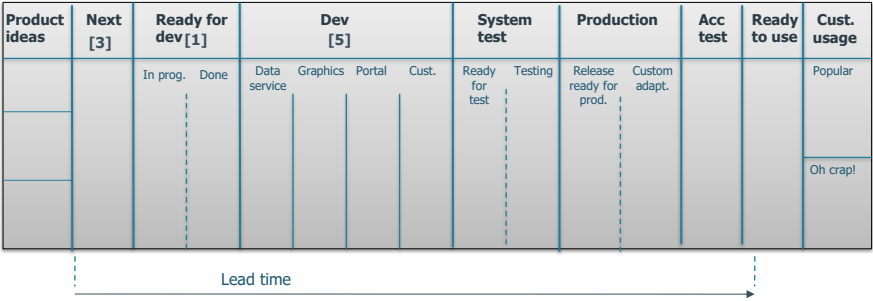 Product
ideas
Next
[3]
Ready for
dev[1]
Dev
[5]
System
test
Production
Acc
test
Ready
to use
Cust.
usage
In prog.
Done
Data
service
Graphics
Portal
Cust.
Ready
for
test
Testing
Release
ready for
prod.
Custom
adapt.
Popular
Oh crap!
Lead time